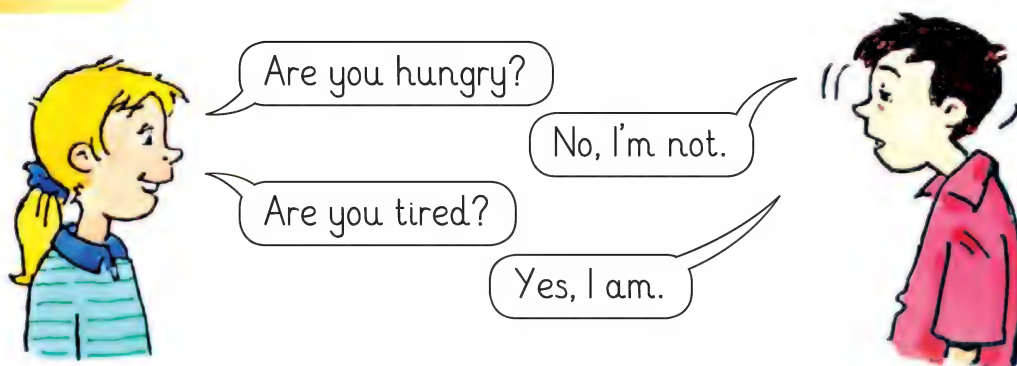 Are you hungry?
No, I'm not.
Are you tired?
Yes, I am.